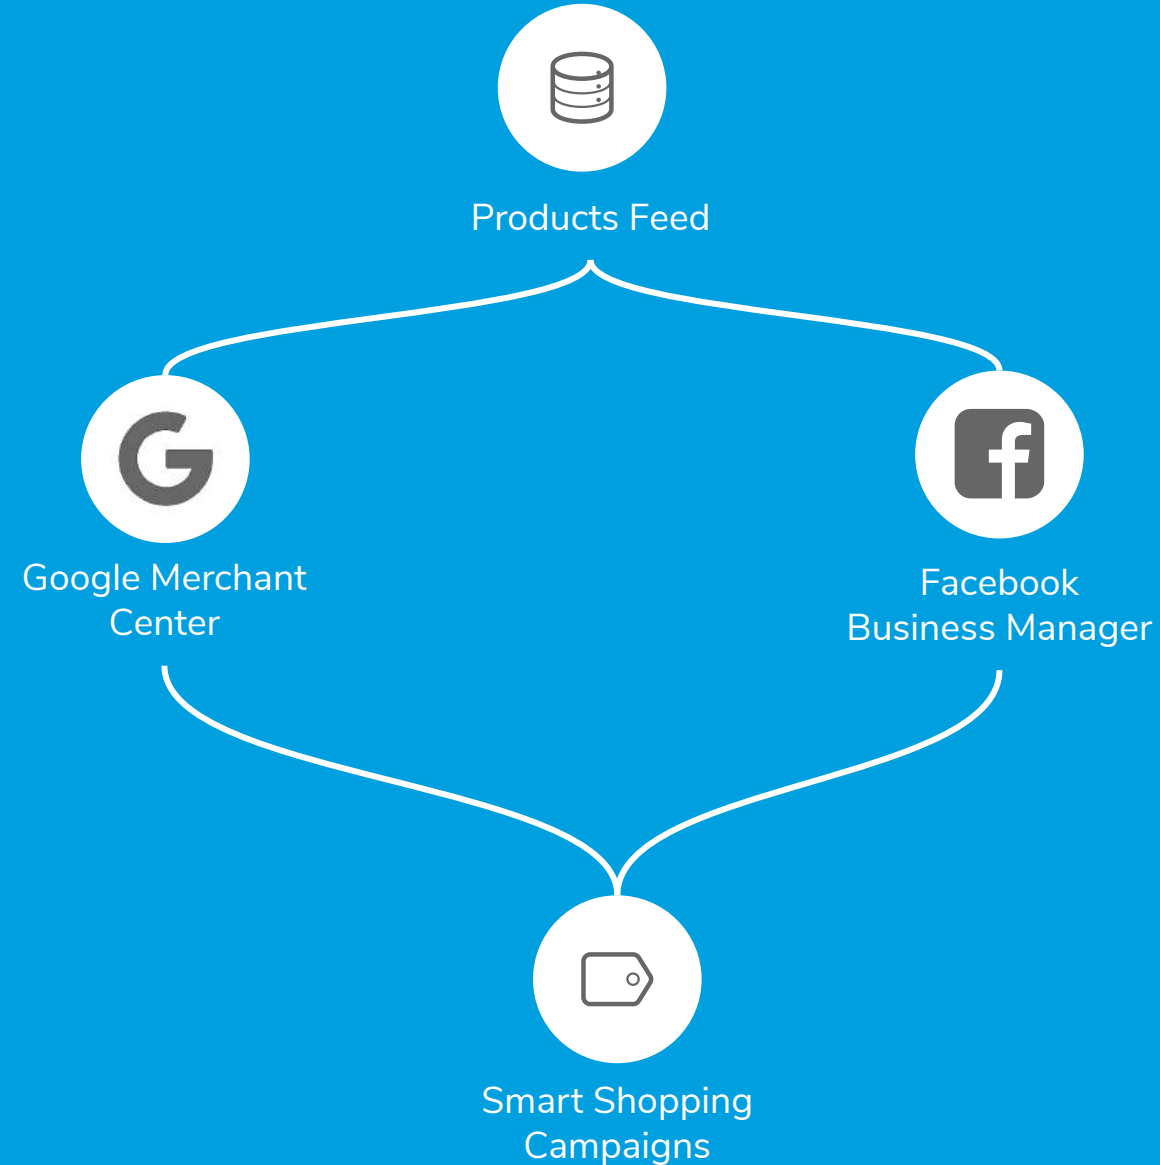 Products Feed
Google Merchant
Center
Facebook
Business Manager
Smart Shopping
Campaigns